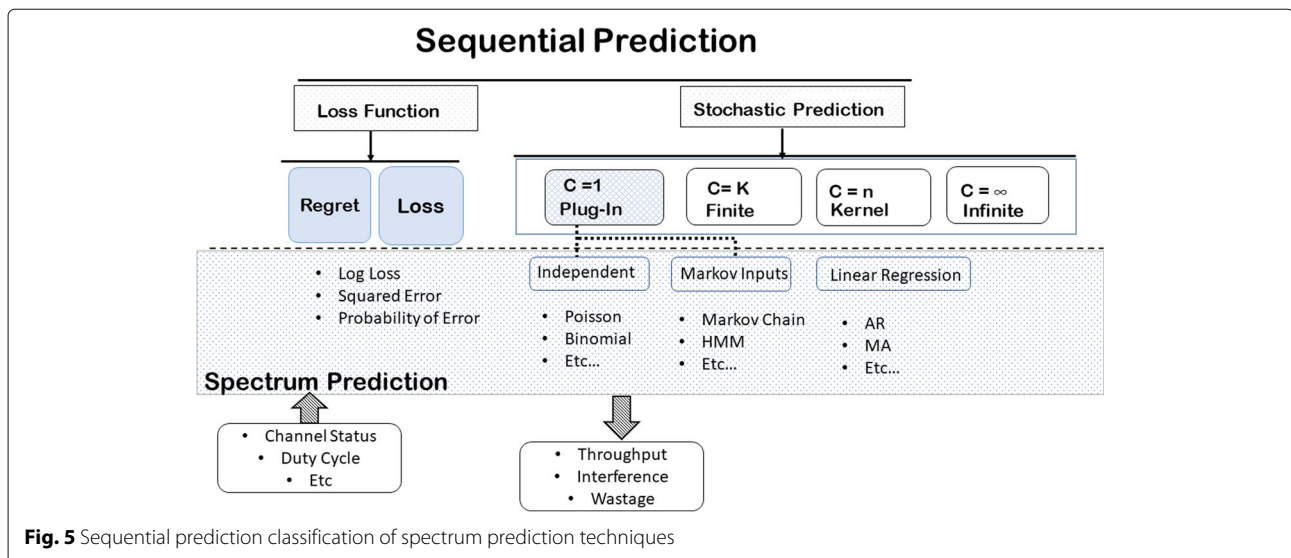 Sequential Prediction
Loss Function
Stochastic Prediction
Regret
Loss
C =1
Plug-In
C= K
Finite
C = n
Kernel
C = ∞
Infinite
• Log Loss
• Squared Error
• Probability of Error
Independent
• Poisson
• Binomial
• Etc...
Markov Inputs
• Markov Chain
• HMM
• Etc...
Linear Regression
• AR
• MA
• Etc...
Spectrum Prediction
• Channel Status
• Duty Cycle
• Etc
• Throughput
• Interference
• Wastage
Fig. 5 Sequential prediction classification of spectrum prediction techniques